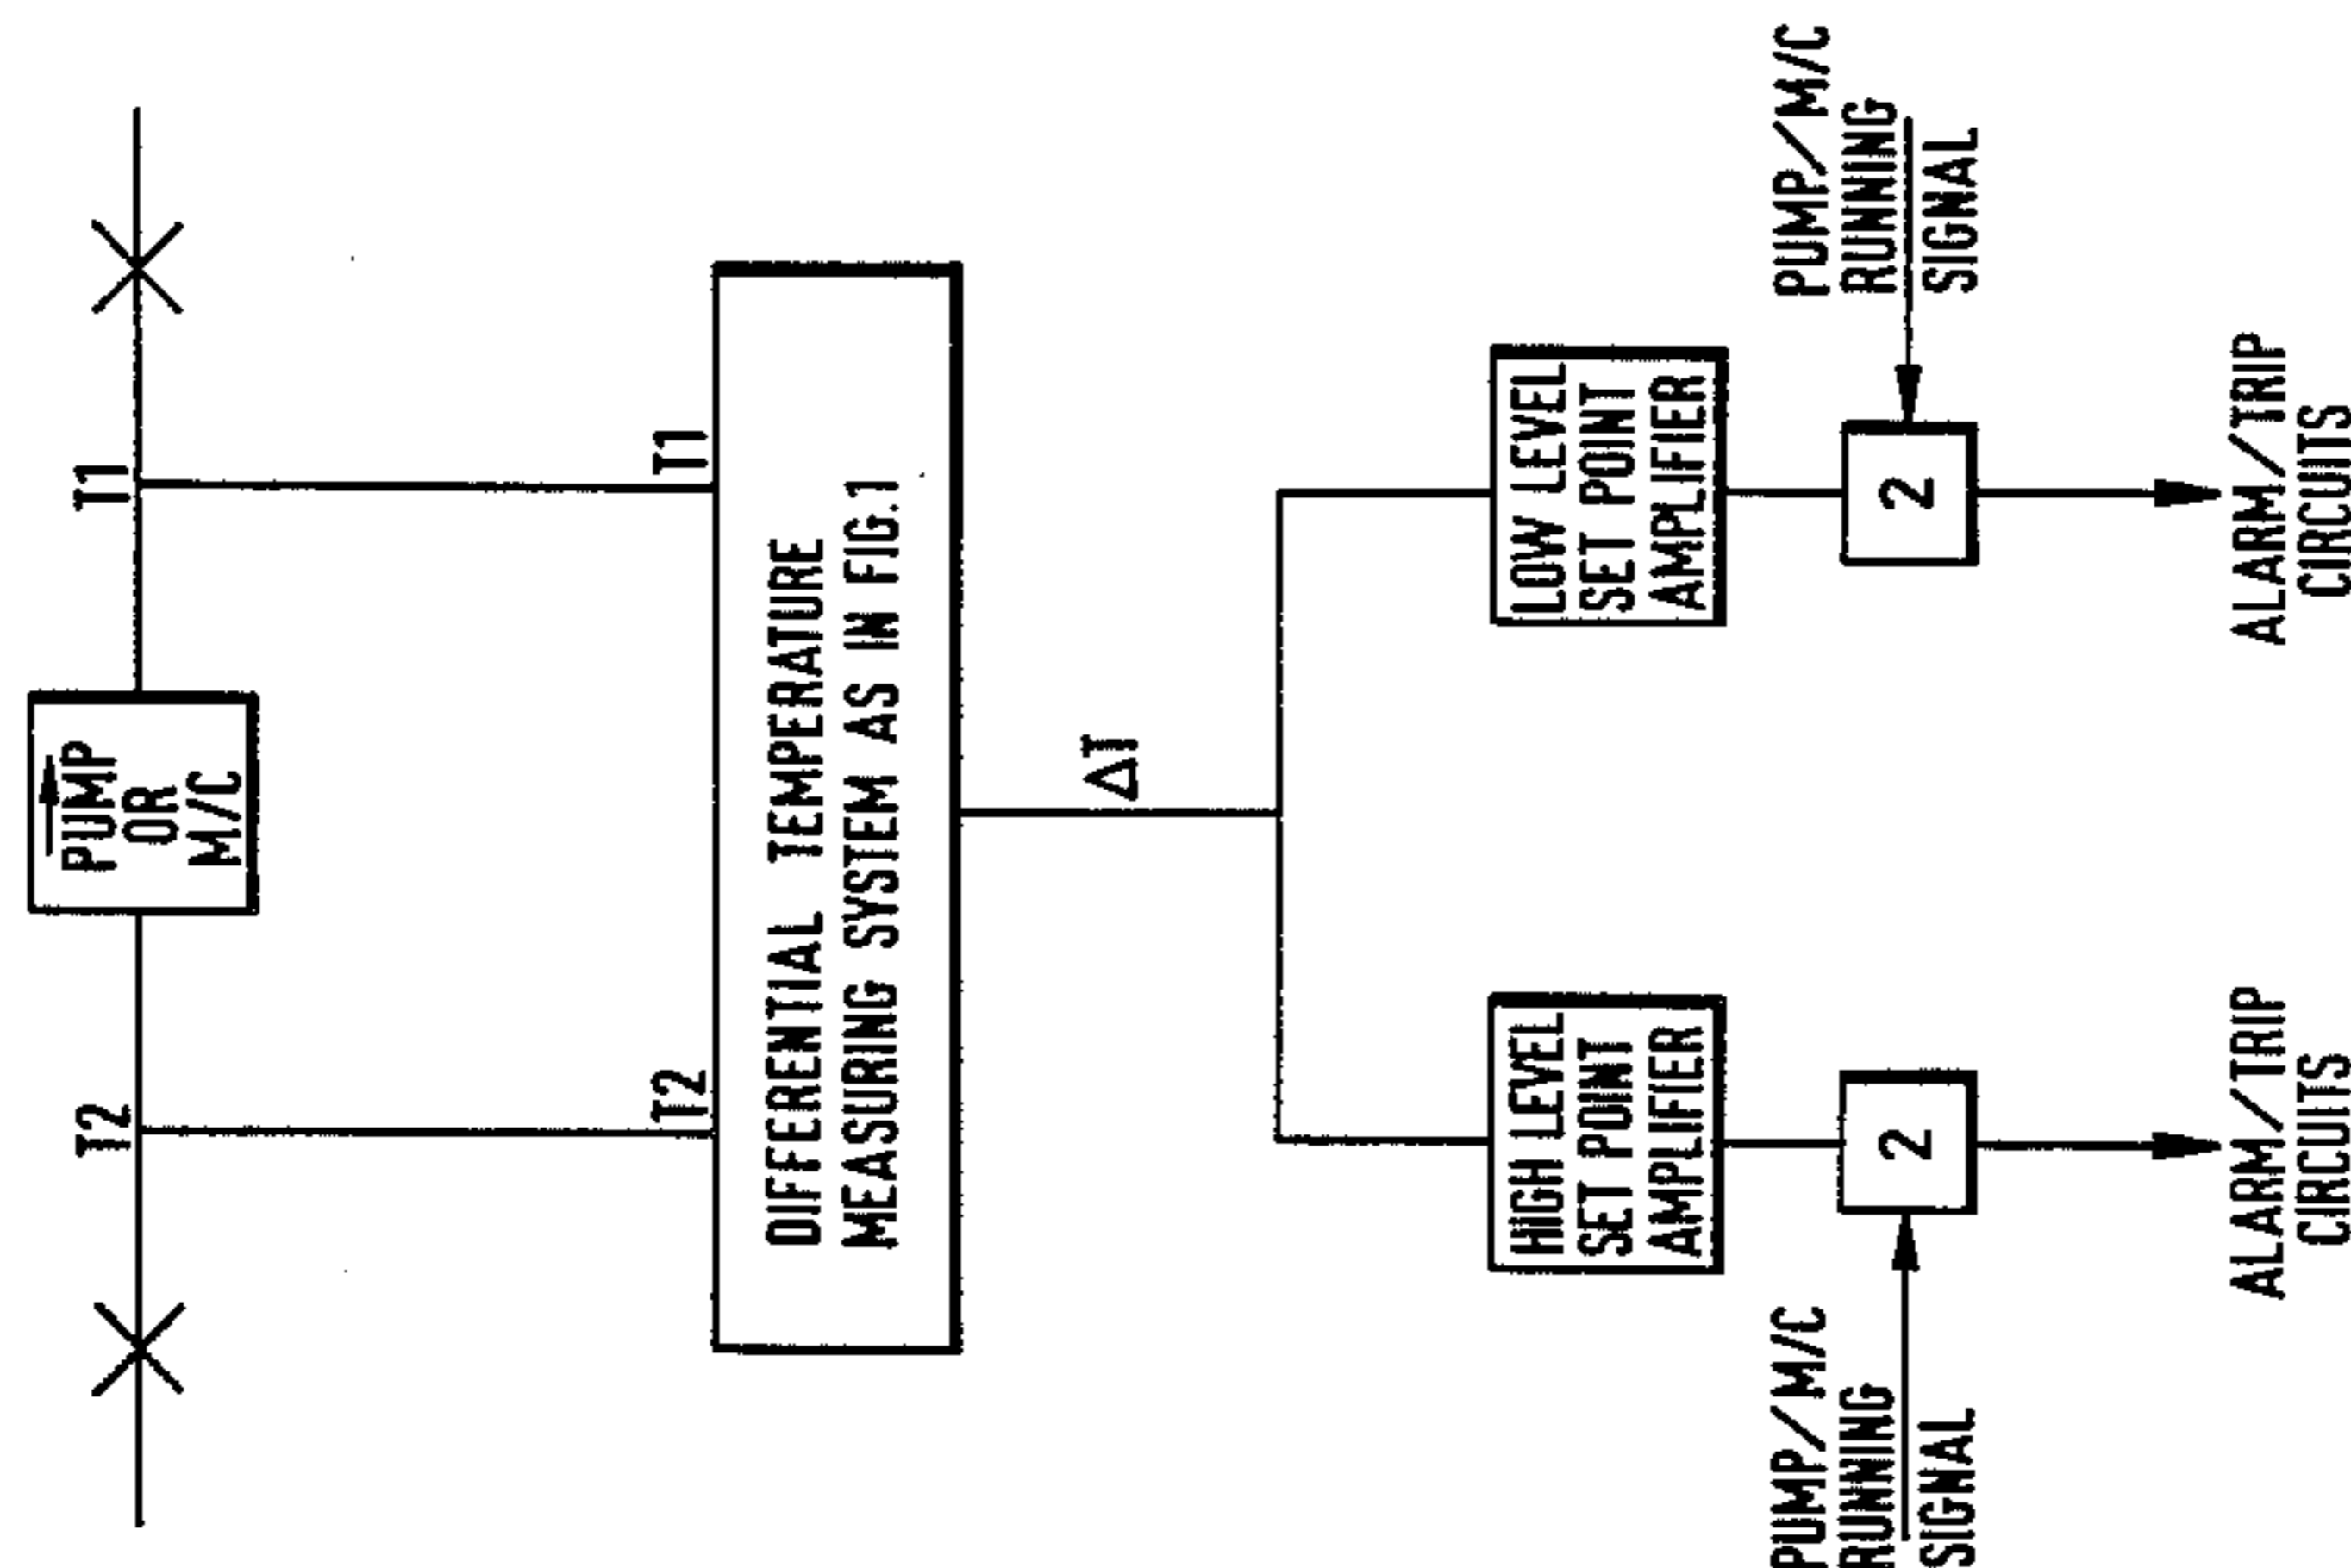 T2
PUMP
OR
M/C
T1
T2
T1
DIFFERENTIAL TEMPERATURE
MEASURING SYSTEM AS IN FIG.1
ΔT
HIGH LEVEL
SET POINT
AMPLIFIER
LOW LEVEL
SET POINT
AMPLIFIER
PUMP/M/C
RUNNING
SIGNAL
2
2
PUMP/M/C
RUNNING
SIGNAL
ALARM/TRIP
CIRCUITS
ALARM/TRIP
CIRCUITS